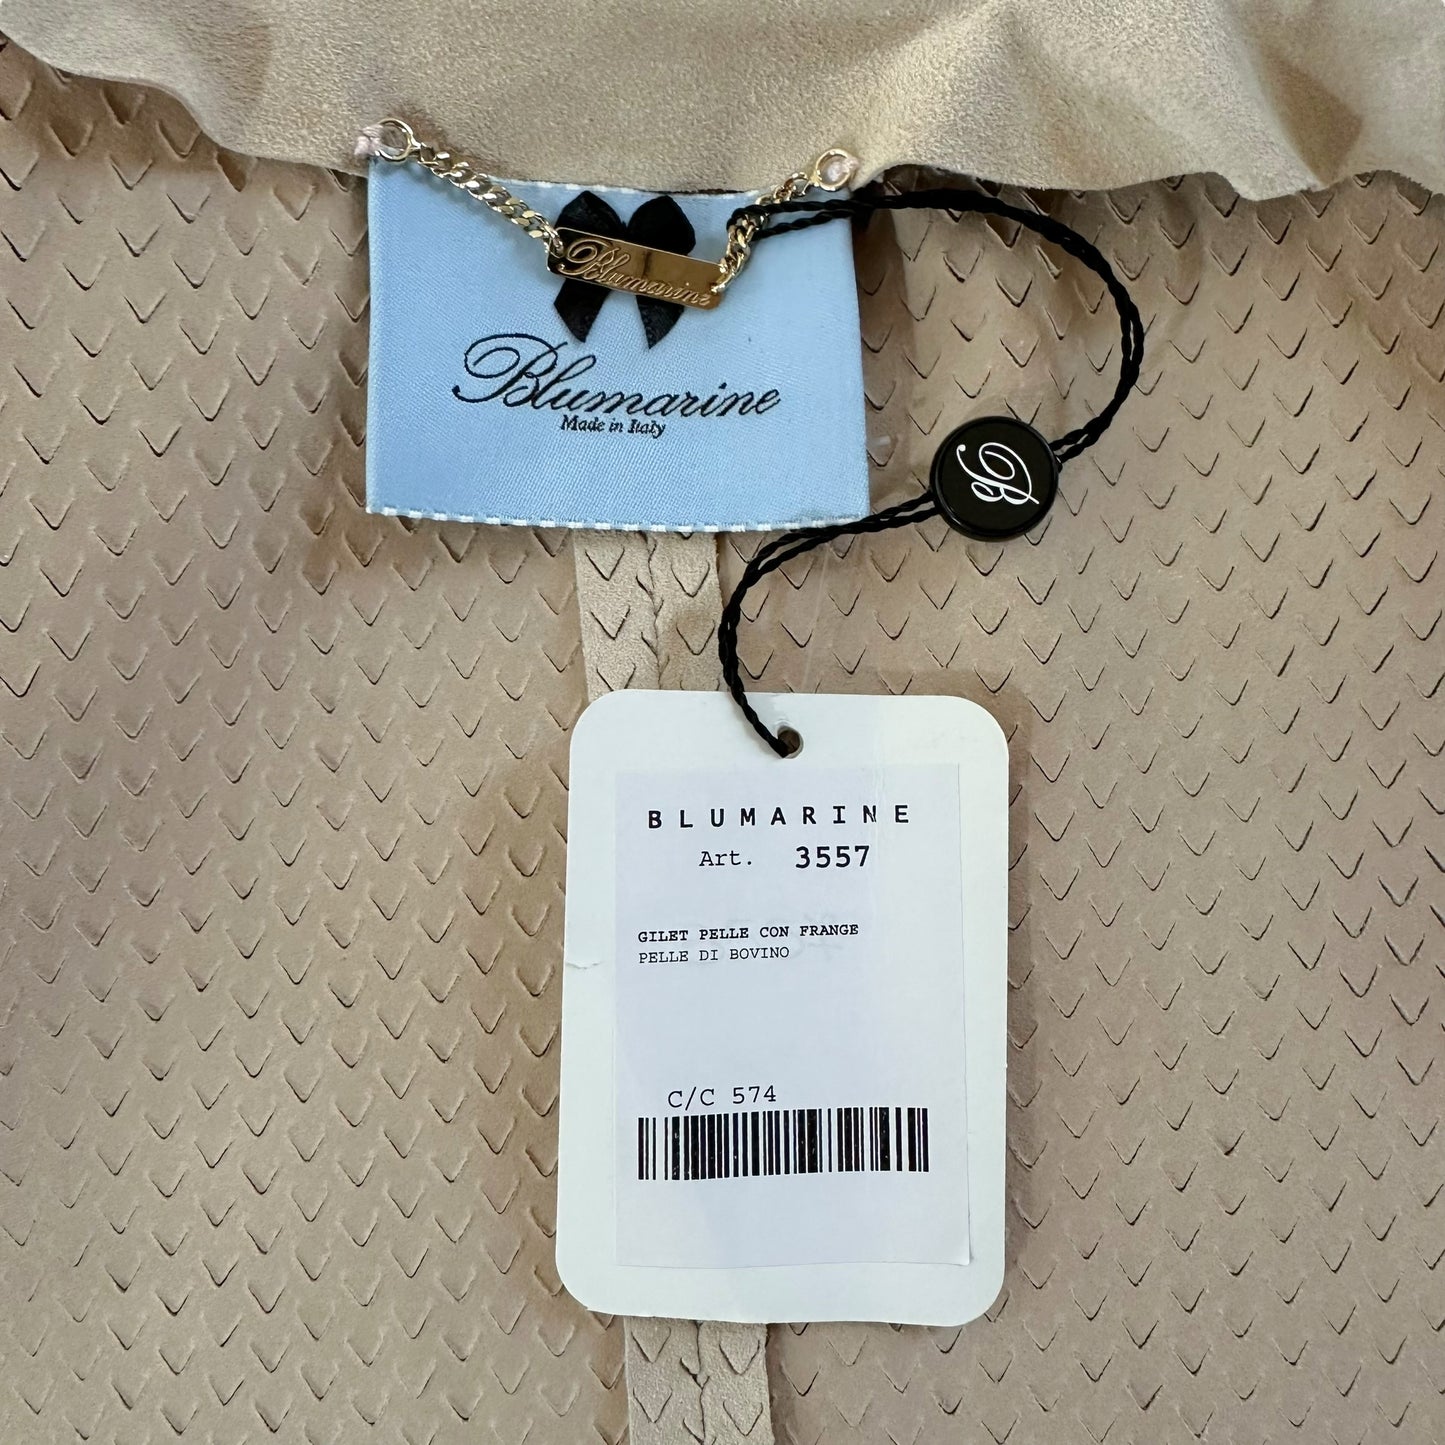 Blumarine
Blumarine
Made in Italy
B
BLUMARINE
Art. 3557
GILET PELLE CON FRANGE
PELLE DI BOVINO
C/C 574